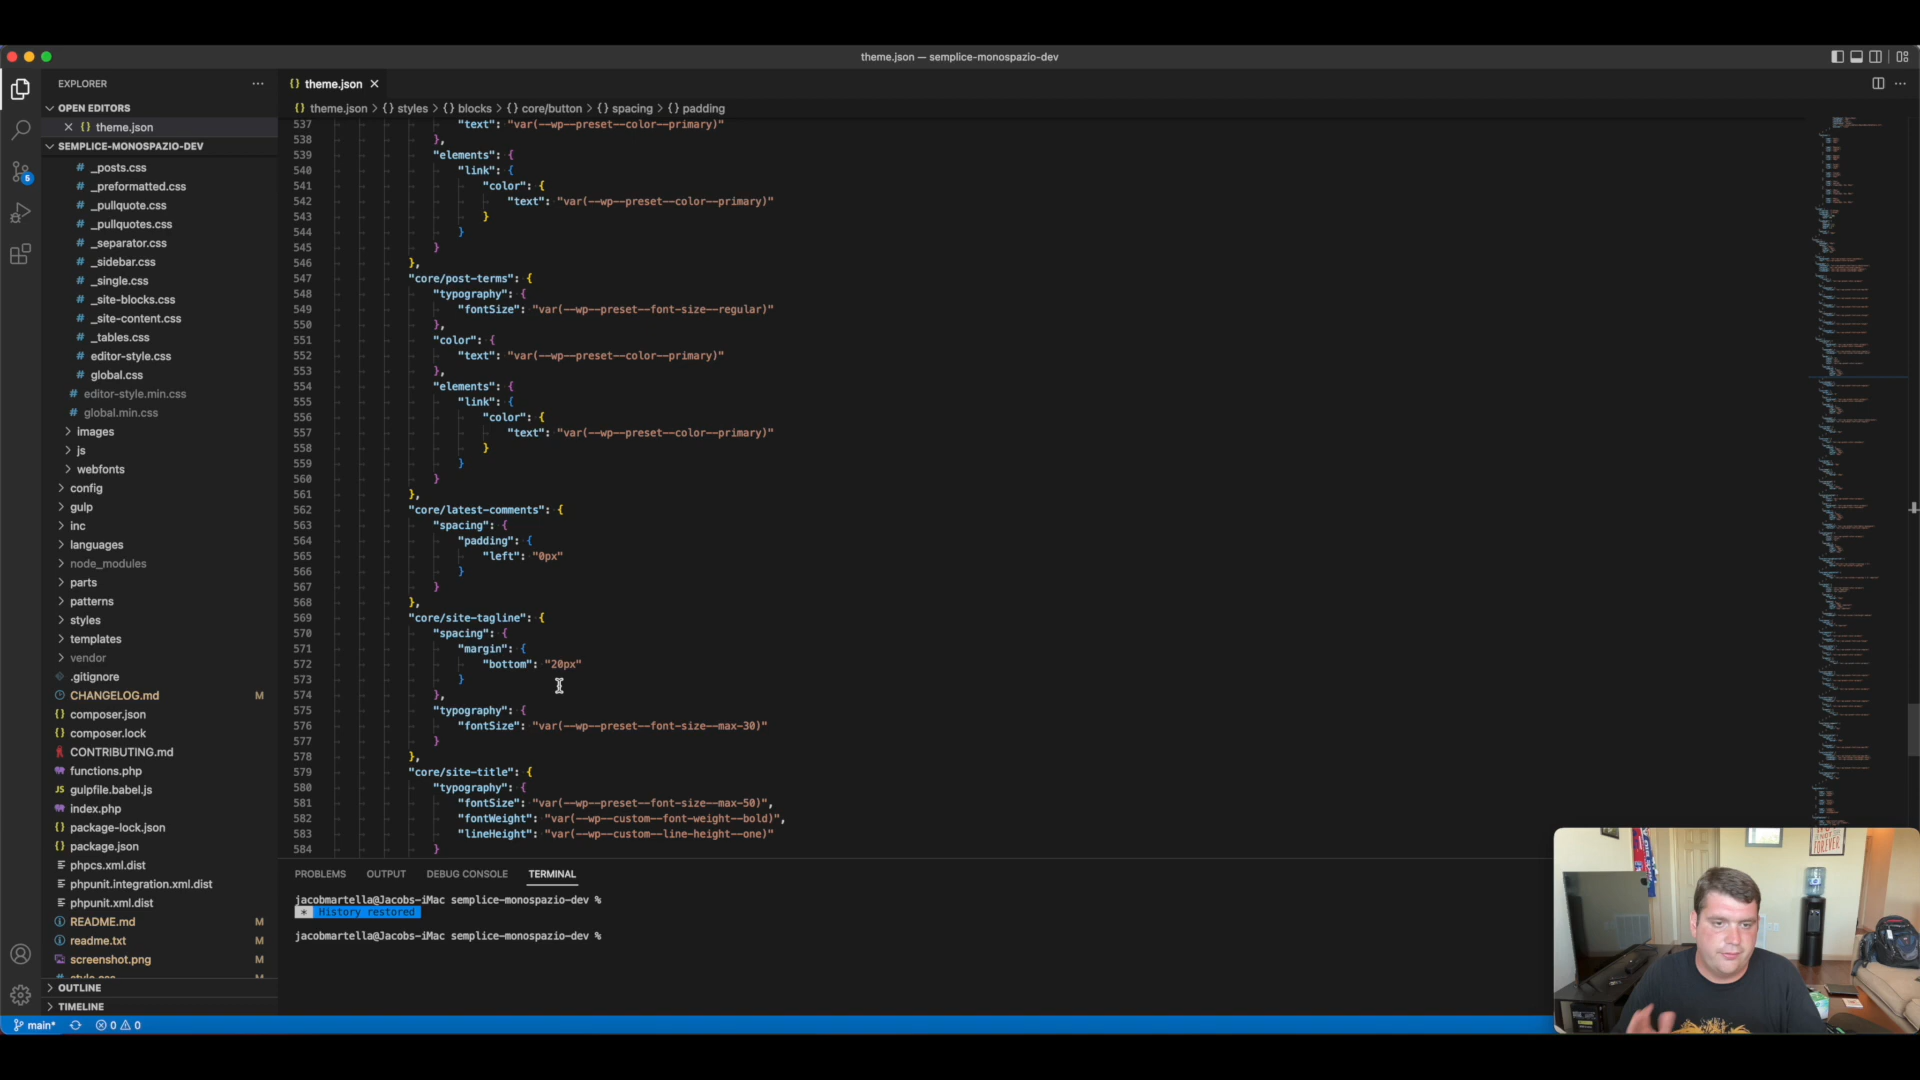 theme.json — semplice-monospazio-dev
EXPLORER
OPEN EDITORS
theme.json
SEMPLICE-MONOSPAZIO-DEV
# _posts.css
# _preformatted.css
# _pullquote.css
# _pullquotes.css
# _separator.css
# _sidebar.css
# _single.css
# _site-blocks.css
# _site-content.css
# _tables.css
# editor-style.css
# global.css
# editor-style.min.css
# global.min.css
images
js
webfonts
config
gulp
inc
languages
node_modules
parts
patterns
styles
templates
vendor
.gitignore
CHANGELOG.md M
{} composer.json
{} composer.lock
CONTRIBUTING.md
functions.php
JS gulpfile.babel.js
index.php
{} package-lock.json
{} package.json
phpcs.xml.dist
phpunit.integration.xml.dist
phpunit.xml.dist
README.md M
readme.txt M
screenshot.png M
OUTLINE
TIMELINE
main* 0 0
5
{} theme.json
{} theme.json > {} styles > {} blocks > {} core/button > {} spacing > {} padding
537 "text": "var(--wp--preset--color--primary)"
538 },
539 "elements": {
540 "link": {
541 "color": {
542 "text": "var(--wp--preset--color--primary)"
543 }
544 }
545 }
546 },
547 "core/post-terms": {
548 "typography": {
549 "fontSize": "var(--wp--preset--font-size--regular)"
550 },
551 "color": {
552 "text": "var(--wp--preset--color--primary)"
553 },
554 "elements": {
555 "link": {
556 "color": {
557 "text": "var(--wp--preset--color--primary)"
558 }
559 }
560 }
561 },
562 "core/latest-comments": {
563 "spacing": {
564 "padding": {
565 "left": "0px"
566 }
567 }
568 },
569 "core/site-tagline": {
570 "spacing": {
571 "margin": {
572 "bottom": "20px"
573 }
574 },
575 "typography": {
576 "fontSize": "var(--wp--preset--font-size--max-30)"
577 }
578 },
579 "core/site-title": {
580 "typography": {
581 "fontSize": "var(--wp--preset--font-size--max-50)",
582 "fontWeight": "var(--wp--custom--font-weight--bold)",
583 "lineHeight": "var(--wp--custom--line-height--one)"
584 }
PROBLEMS OUTPUT DEBUG CONSOLE TERMINAL
jacobmartella@Jacobs-iMac semplice-monospazio-dev %
* History restored
jacobmartella@Jacobs-iMac semplice-monospazio-dev %
FOREVER